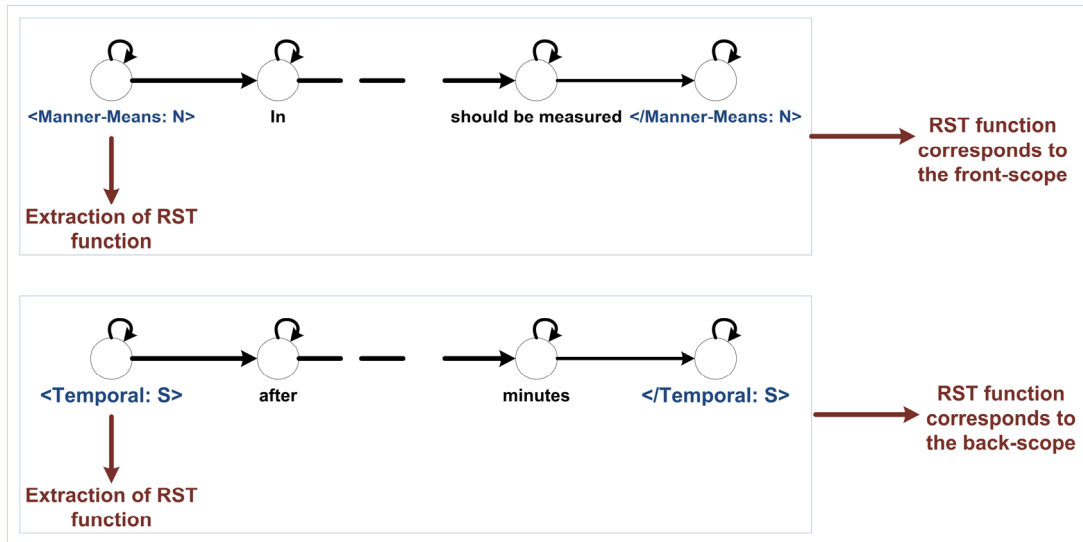 <Manner-Means: N> In should be measured </Manner-Means: N>
RST function
corresponds to
the front-scope
Extraction of RST
function
<Temporal: S> after minutes </Temporal: S>
RST function
corresponds to
the back-scope
Extraction of RST
function